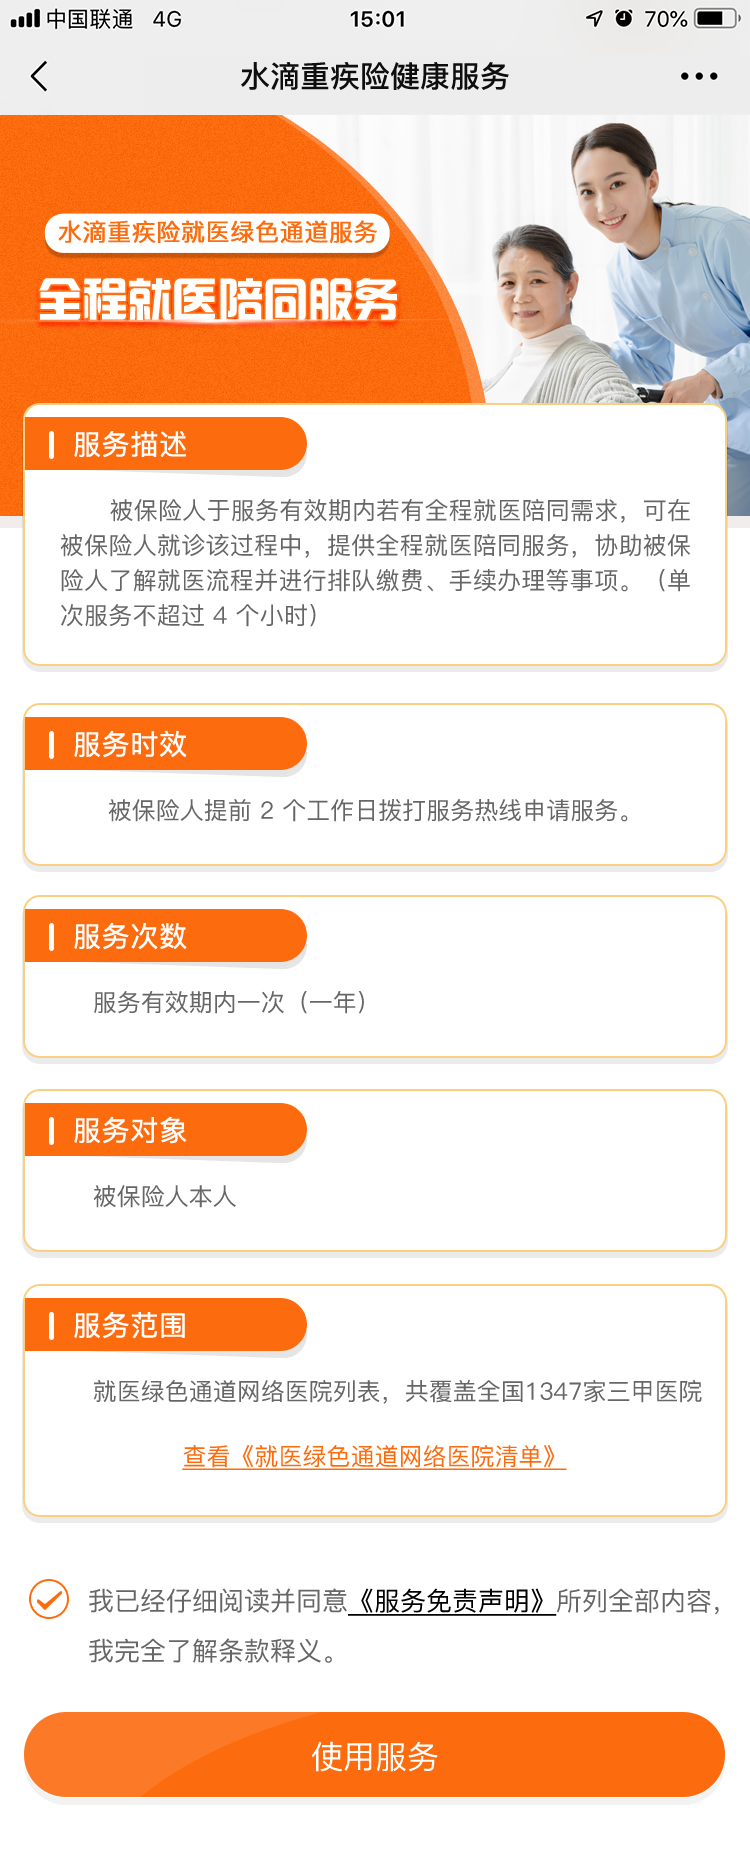 中国联通 4G 15:01 70%
水滴重疾险健康服务
水滴重疾险就医绿色通道服务
全程就医陪同服务
服务描述
被保险人于服务有效期内若有全程就医陪同需求，可在
被保险人就诊该过程中，提供全程就医陪同服务，协助被保
险人了解就医流程并进行排队缴费、手续办理等事项。（单
次服务不超过 4 个小时）
服务时效
被保险人提前 2 个工作日拨打服务热线申请服务。
服务次数
服务有效期内一次（一年）
服务对象
被保险人本人
服务范围
就医绿色通道网络医院列表，共覆盖全国1347家三甲医院
查看《就医绿色通道网络医院清单》
我已经仔细阅读并同意《服务免责声明》所列全部内容，
我完全了解条款释义。
使用服务